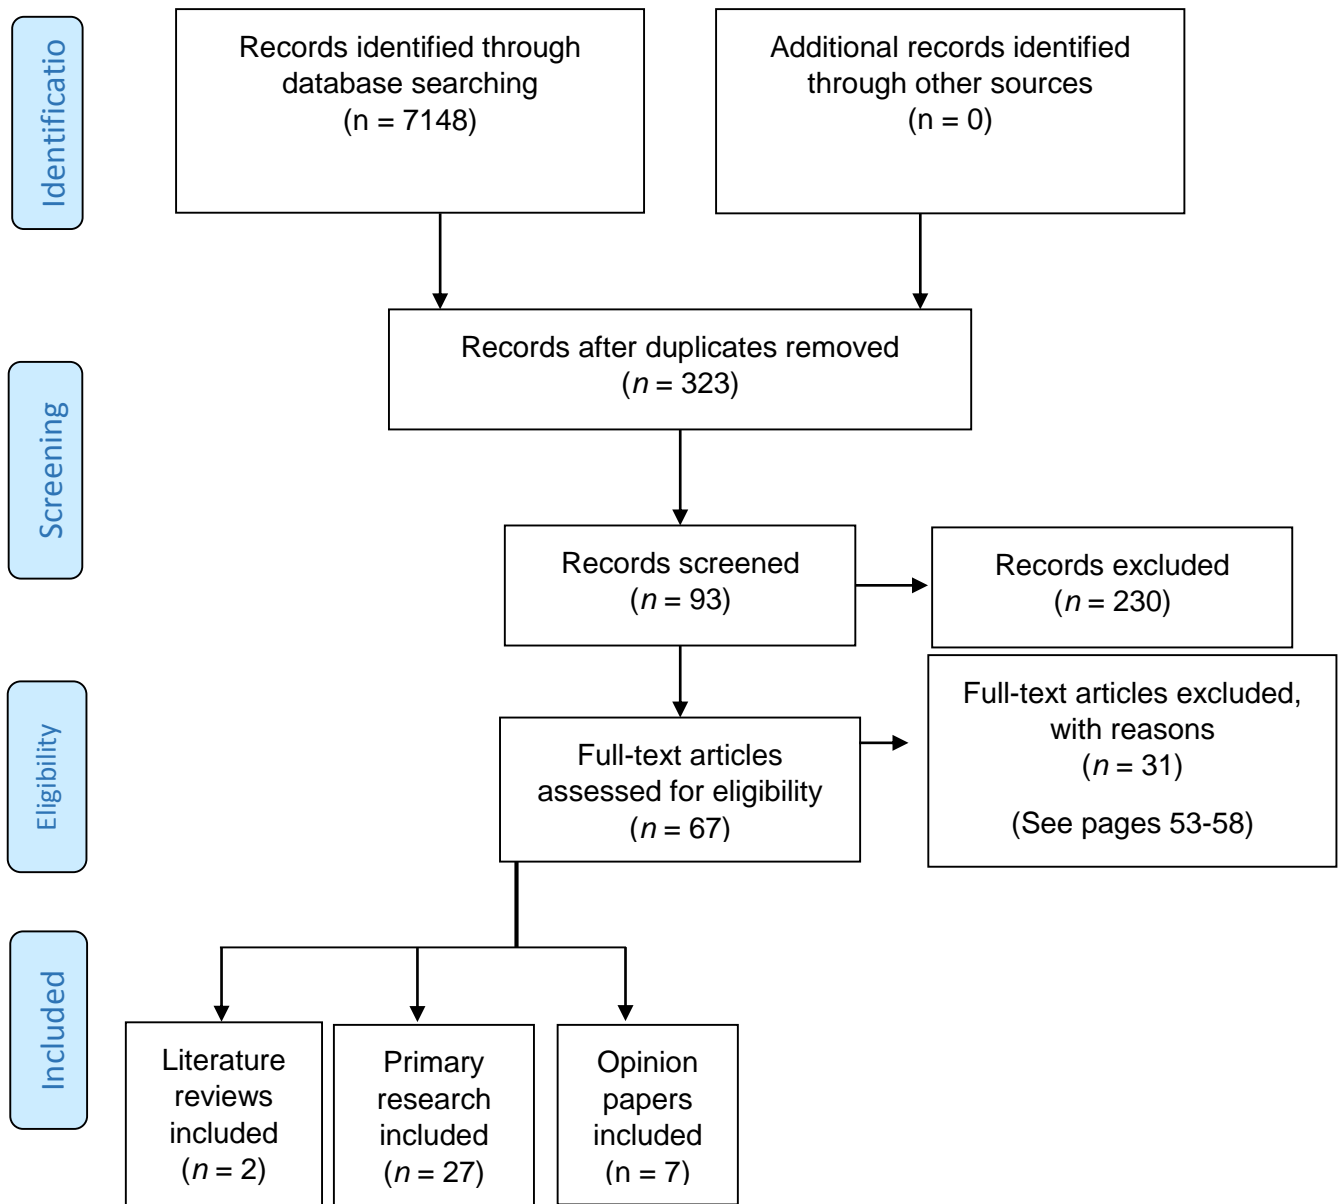 Identificatio
Records identified through
database searching
(n = 7148)
Additional records identified
through other sources
(n = 0)
Records after duplicates removed
(n = 323)
Screening
Records screened
(n = 93)
Records excluded
(n = 230)
Eligibility
Full-text articles
assessed for eligibility
(n = 67)
Full-text articles excluded,
with reasons
(n = 31)
(See pages 53-58)
Included
Literature
reviews
included
(n = 2)
Primary
research
included
(n = 27)
Opinion
papers
included
(n = 7)